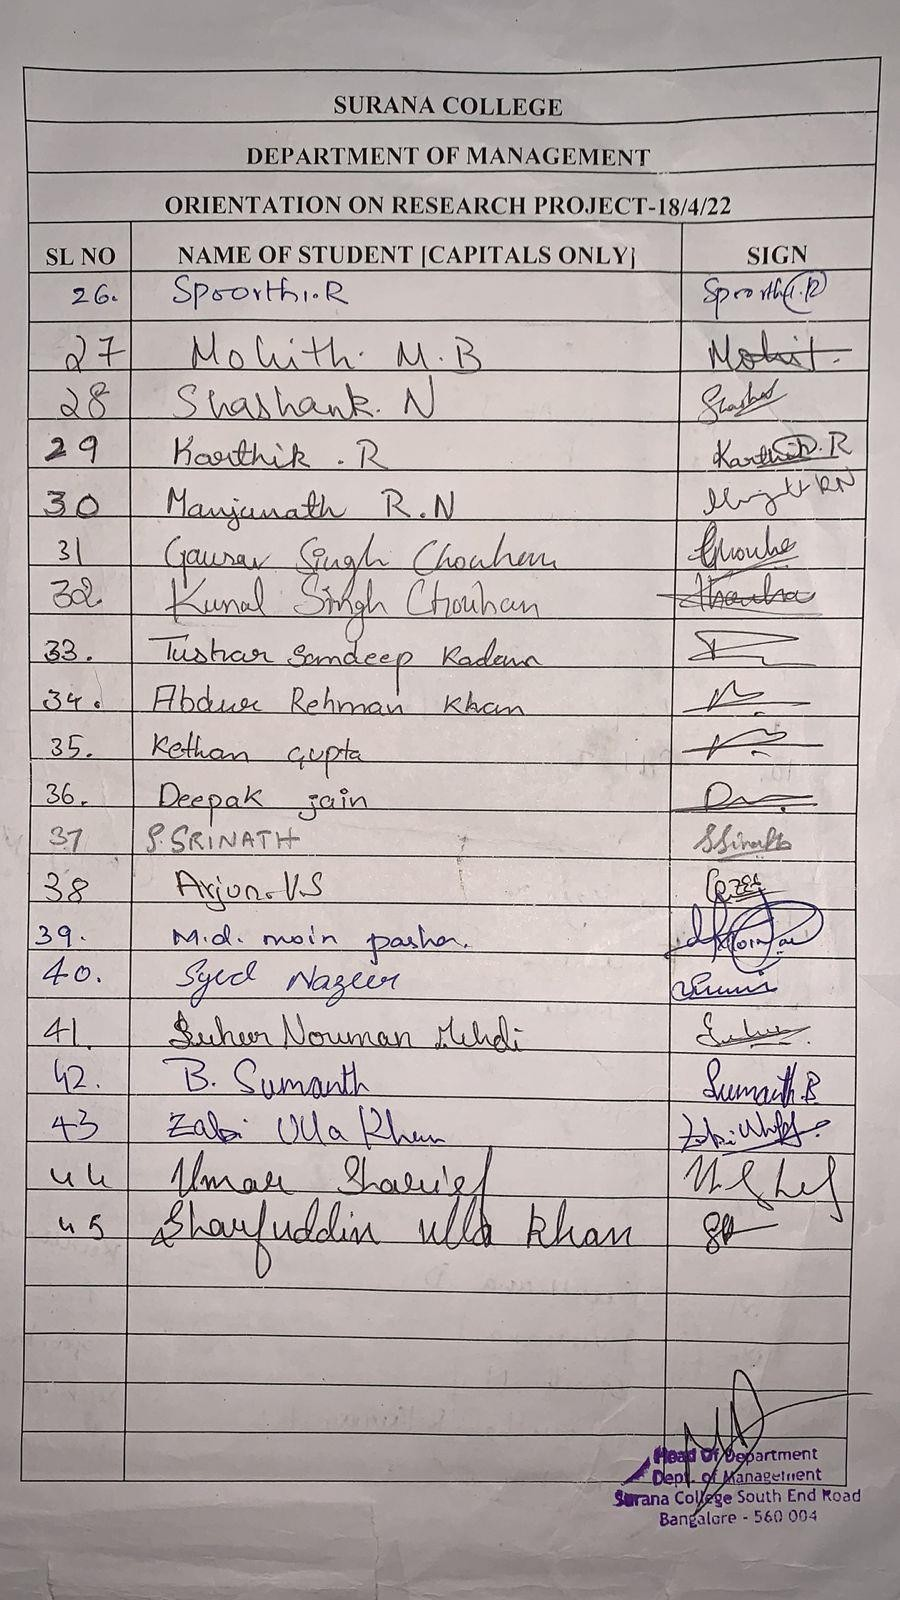 SURANA COLLEGE
DEPARTMENT OF MANAGEMENT
ORIENTATION ON RESEARCH PROJECT-18/4/22
SL NO NAME OF STUDENT [CAPITALS ONLY] SIGN
26. Spoorthi.R Spoorthi.R
27 Mohith. M.B Mohit.
28 Shashank. N
29 Karthik .R Karthik.R
30 Manjunath R.N
31 Gaurav Singh Chouhan
32. Kunal Singh Chouhan
33. Tushar Sandeep Kadam
34. Abdur Rehman Khan
35. Kethan gupta
36. Deepak jain
37 S.SRINATH
38 Arjun.V.S
39. M.d. moin pasha.
40. Syed Nazeer
41. Nouman Mehdi
42. B. Sumanth Sumanth.B
43 Zabi Ulla Khan
44 Umar Sharief
45 Sharfuddin ulla khan
Head Of Department
Dept. of Management
Surana College South End Road
Bangalore - 560 004